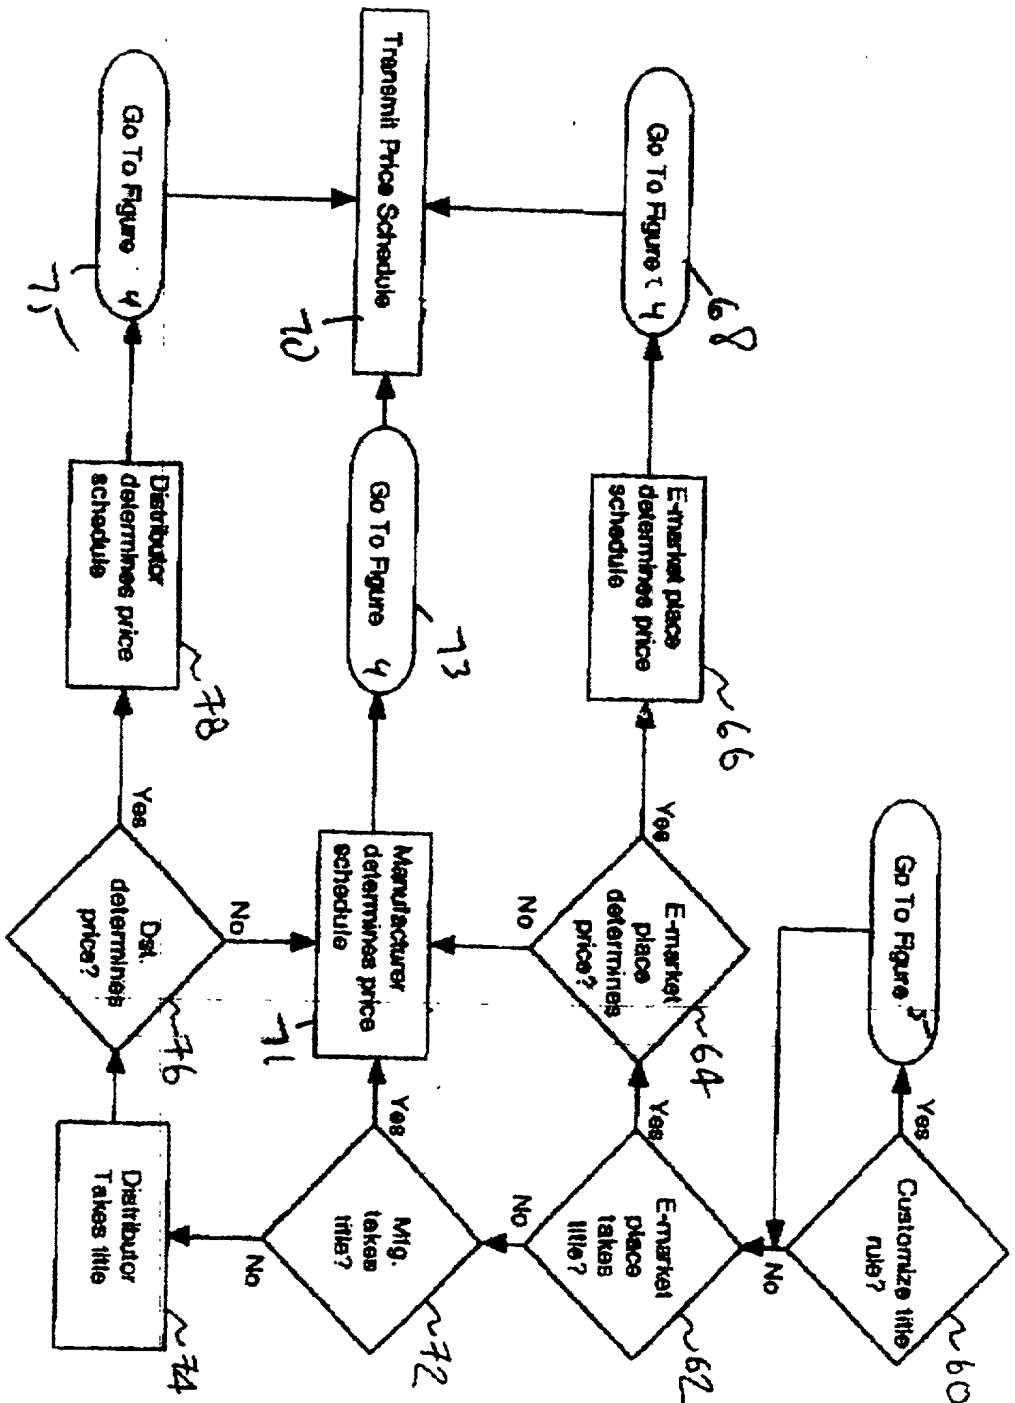 Customize title
rule?
60
Yes
No
Go To Figure 5
E-market
place
takes
title?
62
Yes
No
E-market
place
determines
price?
64
Yes
No
E-market place
determines price
schedule
66
Go To Figure 4
68
Mfg.
takes
title?
72
Yes
No
Manufacturer
determines price
schedule
71
Go To Figure 4
73
Transmit Price Schedule
70
Distributor
Takes title
74
Dst.
determines
price?
76
Yes
No
Distributor
determines price
schedule
78
Go To Figure 4